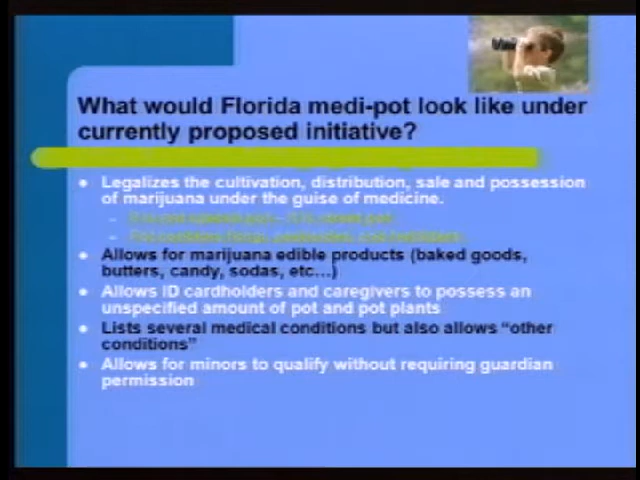 What would Florida medi-pot look like under
currently proposed initiative?
Legalizes the cultivation, distribution, sale and possession
of marijuana under the guise of medicine.
Allows for marijuana edible products (baked goods,
butters, candy, sodas, etc...)
Allows ID cardholders and caregivers to possess an
unspecified amount of pot and pot plants
Lists several medical conditions but also allows "other
conditions"
Allows for minors to qualify without requiring guardian
permission